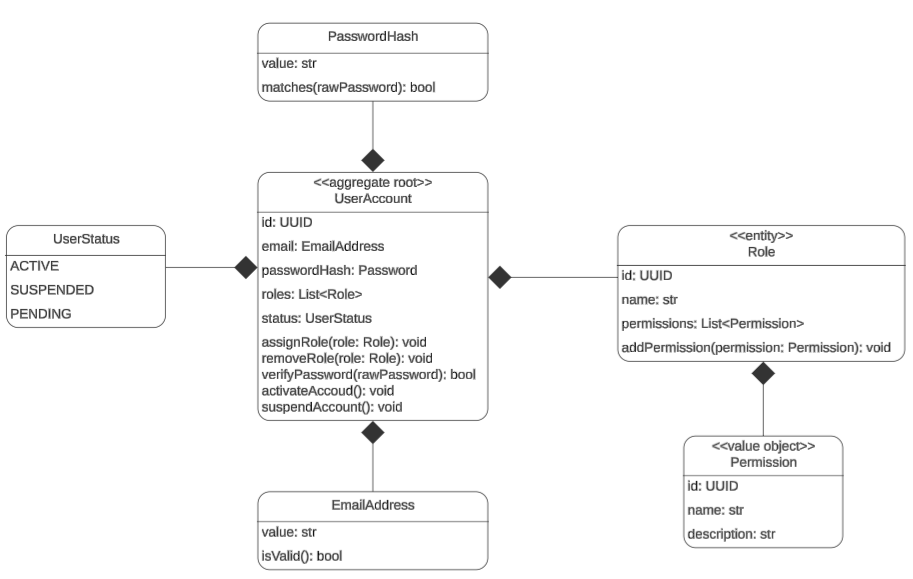 PasswordHash
value: str
matches(rawPassword): bool
<<aggregate root>>
UserAccount
id: UUID
email: EmailAddress
passwordHash: Password
roles: List<Role>
status: UserStatus
assignRole(role: Role): void
removeRole(role: Role): void
verifyPassword(rawPassword): bool
activateAccoud(): void
suspendAccount(): void
UserStatus
ACTIVE
SUSPENDED
PENDING
<<entity>>
Role
id: UUID
name: str
permissions: List<Permission>
addPermission(permission: Permission): void
<<value object>>
Permission
id: UUID
name: str
description: str
EmailAddress
value: str
isValid(): bool